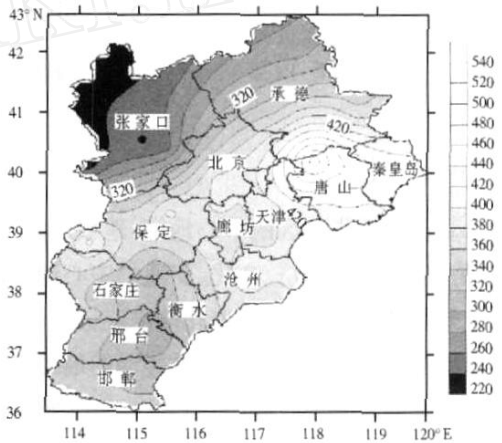 43°N
42
41
40
39
38
37
36
114
115
116
117
118
119
120°E
张家口
承德
北京
秦皇岛
唐山
天津
廊坊
保定
沧州
石家庄
衡水
邢台
邯郸
320
420
320
540
520
500
480
460
440
420
400
380
360
340
320
300
280
260
240
220